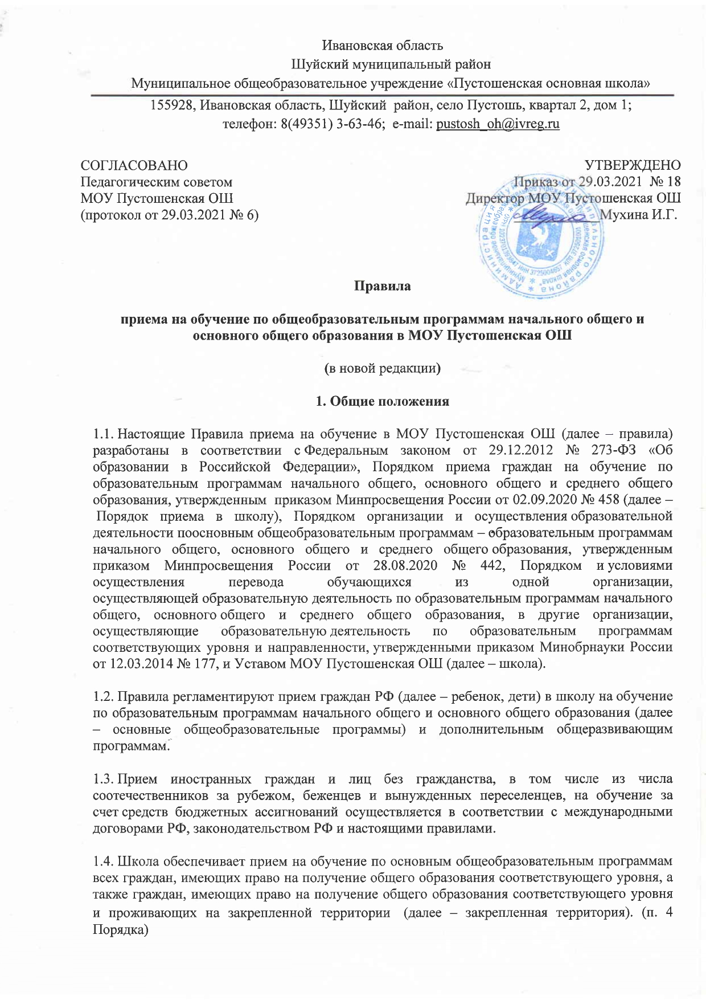 Ивановская область
Шуйский муниципальный район
Муниципальное общеобразовательное учреждение «Пустошенская основная школа»
155928, Ивановская область, Шуйский район, село Пустошь, квартал 2, дом 1;
телефон: 8(49351) 3-63-46; e-mail: pustosh_oh@ivreg.ru
СОГЛАСОВАНО
Педагогическим советом
МОУ Пустошенская ОШ
(протокол от 29.03.2021 № 6)
УТВЕРЖДЕНО
Приказ от 29.03.2021 № 18
Директор МОУ Пустошенская ОШ
Мухина И.Г.
Правила
приема на обучение по общеобразовательным программам начального общего и
основного общего образования в МОУ Пустошенская ОШ
(в новой редакции)
1. Общие положения
1.1. Настоящие Правила приема на обучение в МОУ Пустошенская ОШ (далее – правила)
разработаны в соответствии с Федеральным законом от 29.12.2012 № 273-ФЗ «Об
образовании в Российской Федерации», Порядком приема граждан на обучение по
образовательным программам начального общего, основного общего и среднего общего
образования, утвержденным приказом Минпросвещения России от 02.09.2020 № 458 (далее –
Порядок приема в школу), Порядком организации и осуществления образовательной
деятельности поосновным общеобразовательным программам – образовательным программам
начального общего, основного общего и среднего общего образования, утвержденным
приказом Минпросвещения России от 28.08.2020 № 442, Порядком и условиями
осуществления перевода обучающихся из одной организации,
осуществляющей образовательную деятельность по образовательным программам начального
общего, основного общего и среднего общего образования, в другие организации,
осуществляющие образовательную деятельность по образовательным программам
соответствующих уровня и направленности, утвержденными приказом Минобрнауки России
от 12.03.2014 № 177, и Уставом МОУ Пустошенская ОШ (далее – школа).
1.2. Правила регламентируют прием граждан РФ (далее – ребенок, дети) в школу на обучение
по образовательным программам начального общего и основного общего образования (далее
– основные общеобразовательные программы) и дополнительным общеразвивающим
программам.
1.3. Прием иностранных граждан и лиц без гражданства, в том числе из числа
соотечественников за рубежом, беженцев и вынужденных переселенцев, на обучение за
счет средств бюджетных ассигнований осуществляется в соответствии с международными
договорами РФ, законодательством РФ и настоящими правилами.
1.4. Школа обеспечивает прием на обучение по основным общеобразовательным программам
всех граждан, имеющих право на получение общего образования соответствующего уровня, а
также граждан, имеющих право на получение общего образования соответствующего уровня
и проживающих на закрепленной территории (далее – закрепленная территория). (п. 4
Порядка)